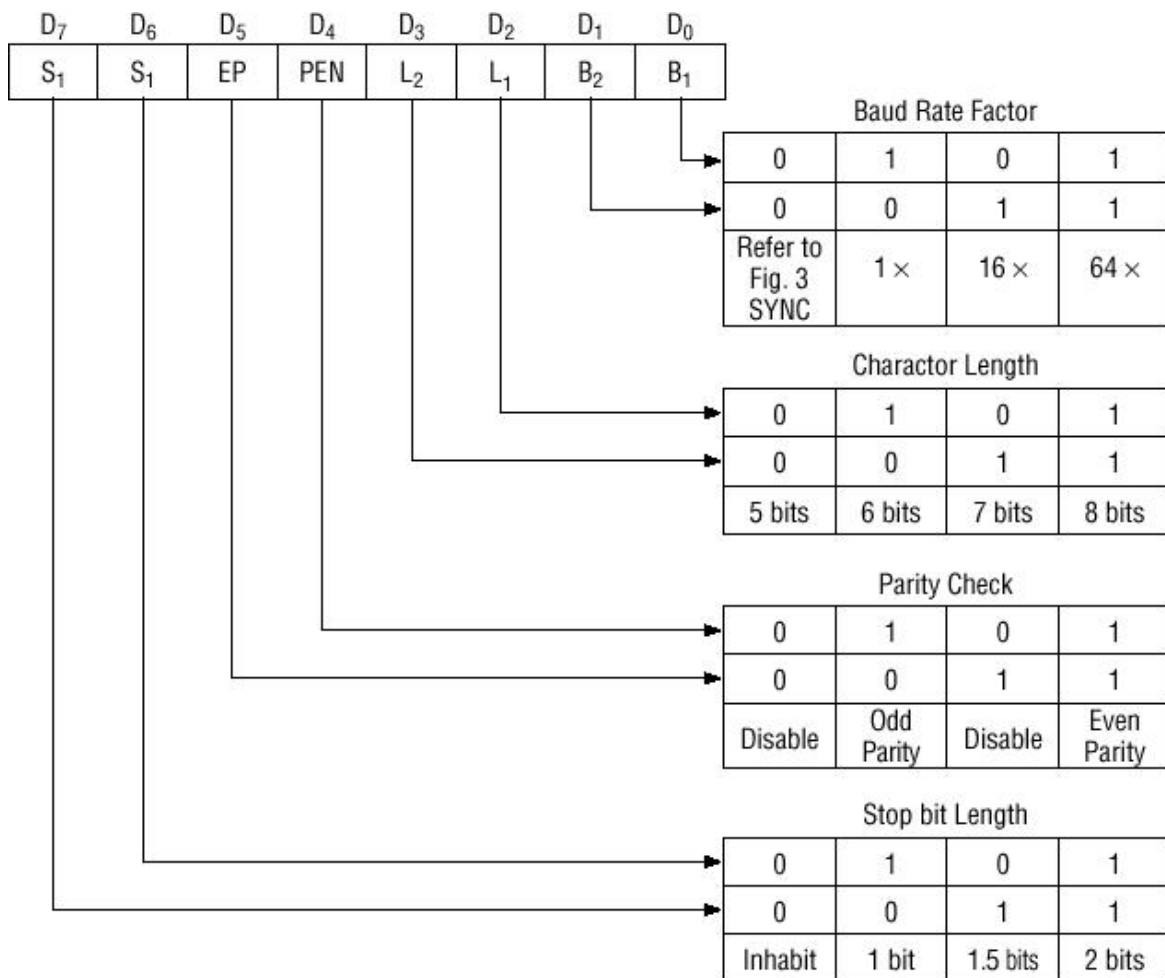 D7 D6 D5 D4 D3 D2 D1 D0
S1 S1 EP PEN L2 L1 B2 B1
Baud Rate Factor
0 1 0 1
0 0 1 1
Refer to Fig. 3 SYNC 1 × 16 × 64 ×
Charactor Length
0 1 0 1
0 0 1 1
5 bits 6 bits 7 bits 8 bits
Parity Check
0 1 0 1
0 0 1 1
Disable Odd Parity Disable Even Parity
Stop bit Length
0 1 0 1
0 0 1 1
Inhabit 1 bit 1.5 bits 2 bits